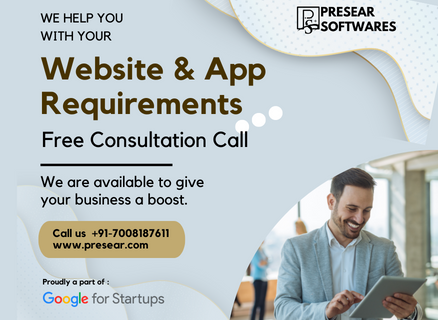 WE HELP YOU
WITH YOUR
PRESEAR
SOFTWARES
Website & App
Requirements
Free Consultation Call
We are available to give
your business a boost.
Call us +91-7008187611
www.presear.com
Proudly a part of :
Google for Startups